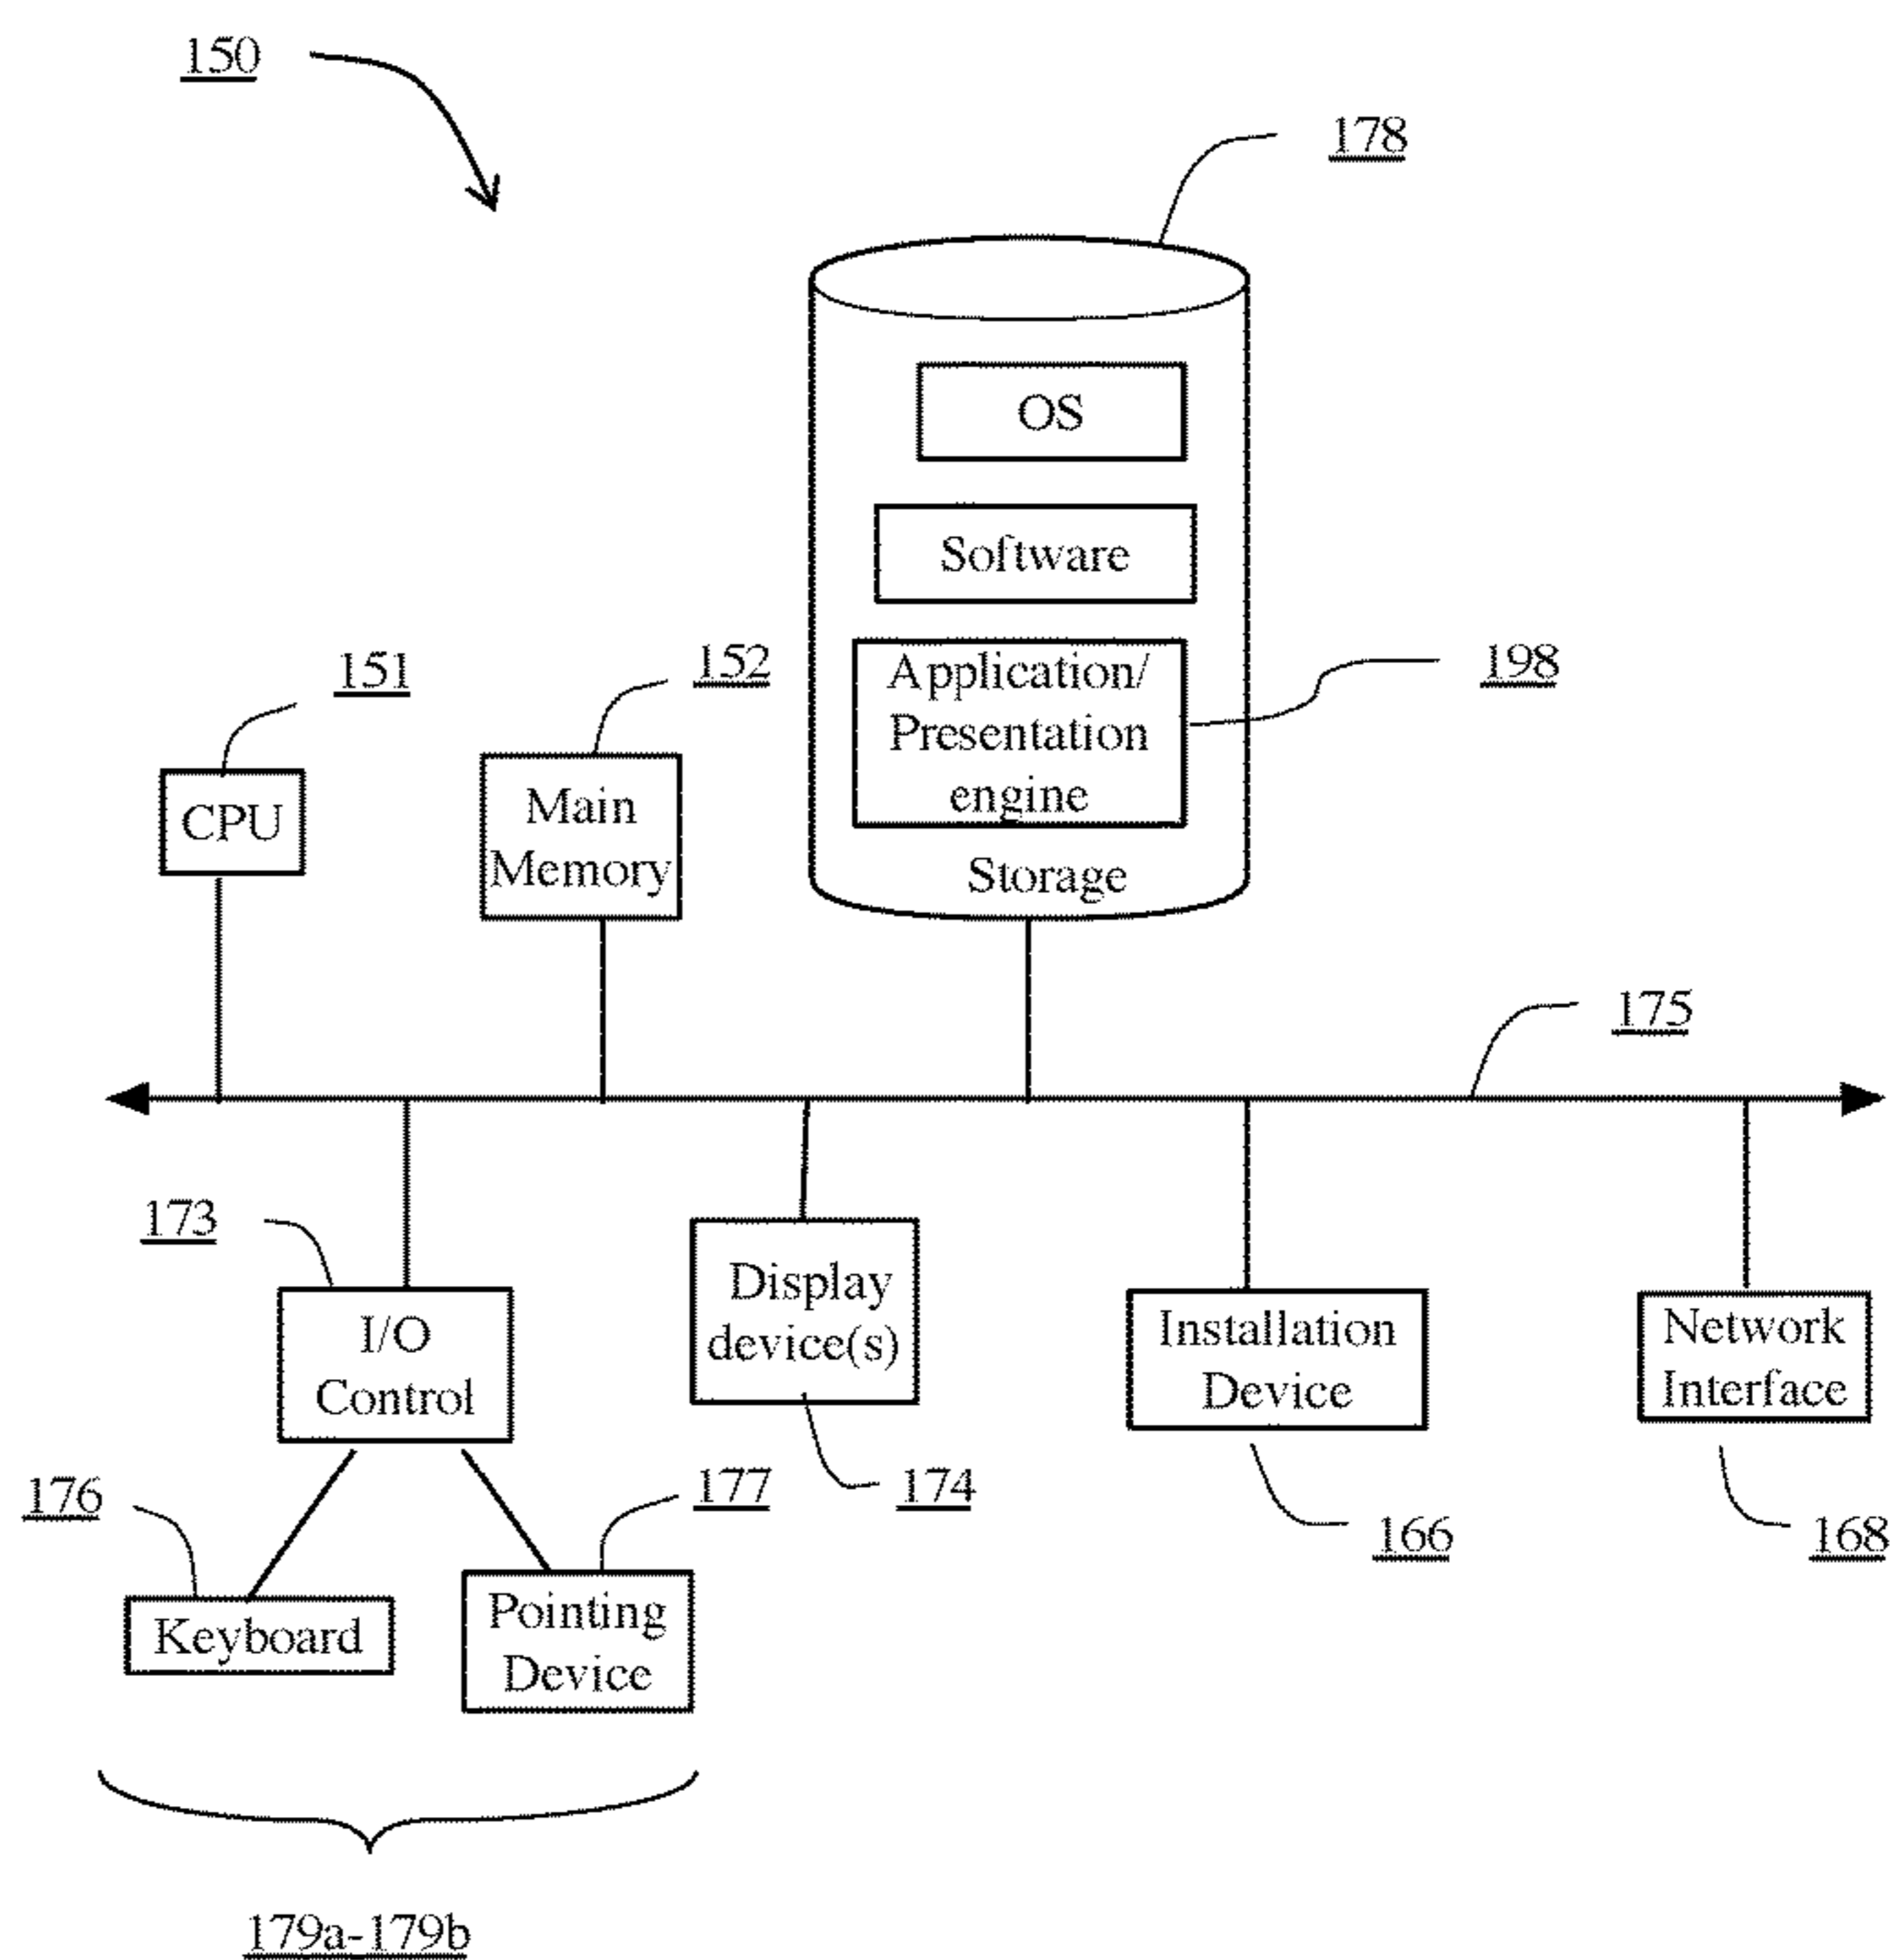 150
178
OS
Software
Application/
Presentation
engine
198
Storage
151
152
CPU
Main
Memory
175
173
I/O
Control
Display
device(s)
Installation
Device
Network
Interface
176
177
174
166
168
Keyboard
Pointing
Device
179a-179b